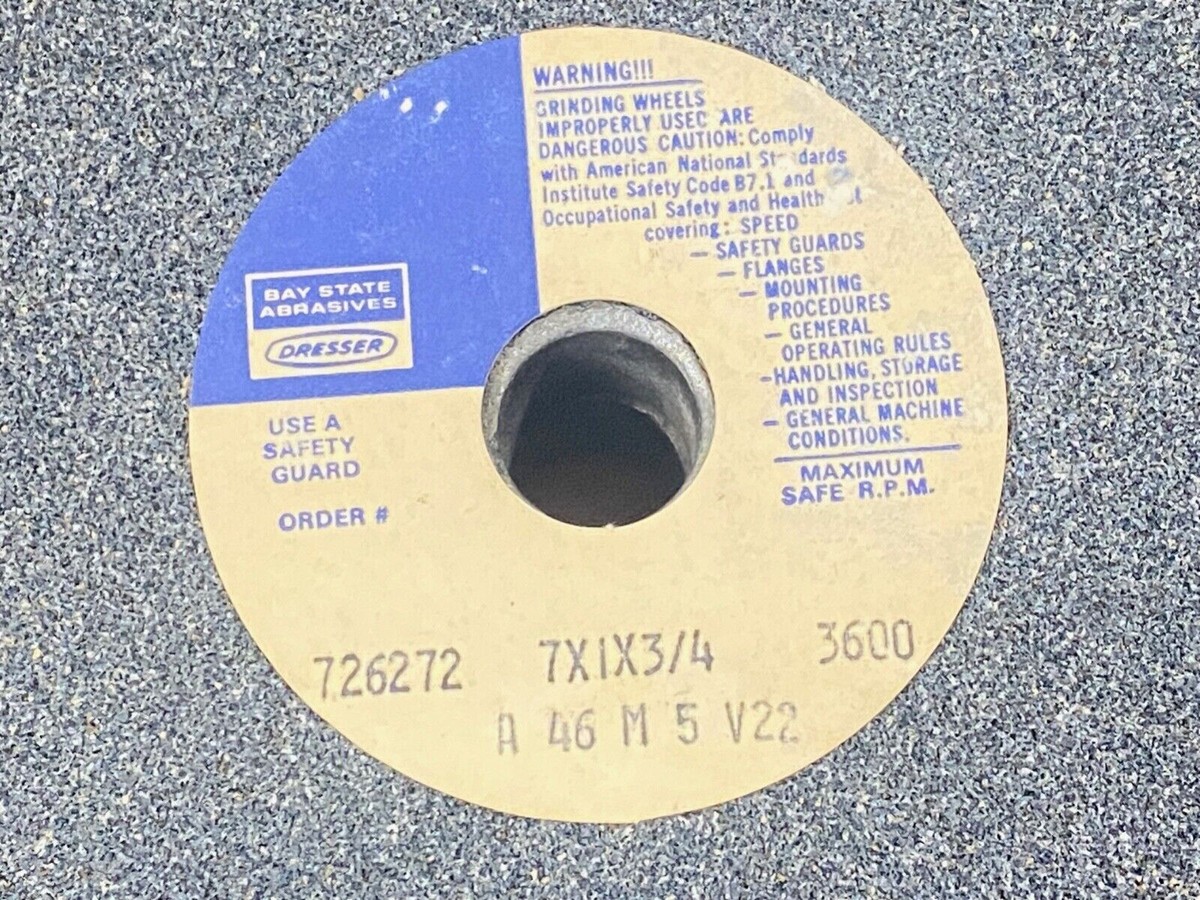 WARNING!!!
GRINDING WHEELS
IMPROPERLY USED ARE
DANGEROUS CAUTION: Comply
with American National Standards
Institute Safety Code B7.1 and
Occupational Safety and Health
covering: SPEED
— SAFETY GUARDS
— FLANGES
— MOUNTING
PROCEDURES
— GENERAL
OPERATING RULES
—HANDLING, STORAGE
AND INSPECTION
— GENERAL MACHINE
CONDITIONS.
MAXIMUM
SAFE R.P.M.
BAY STATE
ABRASIVES
DRESSER
USE A
SAFETY
GUARD
ORDER #
726272 7X1X3/4 3600
A 46 M 5 V22